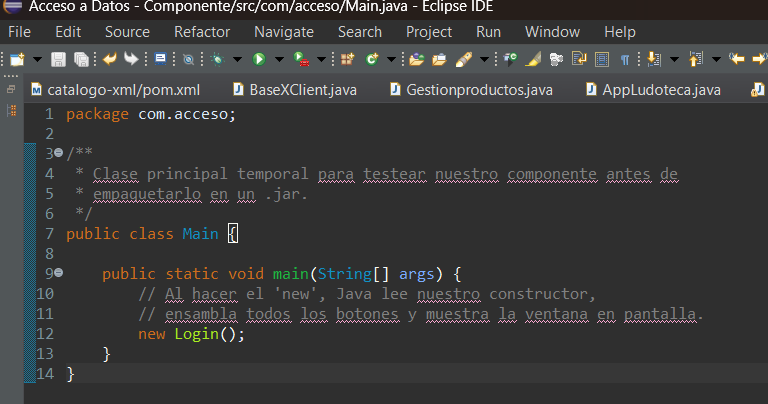 Acceso a Datos - Componente/src/com/acceso/Main.java - Eclipse IDE
File Edit Source Refactor Navigate Search Project Run Window Help
catalogo-xml/pom.xml BaseXClient.java Gestionproductos.java AppLudoteca.java
1 package com.acceso;
2
3 /**
4  * Clase principal temporal para testear nuestro componente antes de
5  * empaquetarlo en un .jar.
6  */
7 public class Main {
8
9     public static void main(String[] args) {
10         // Al hacer el 'new', Java lee nuestro constructor,
11         // ensambla todos los botones y muestra la ventana en pantalla.
12         new Login();
13     }
14 }